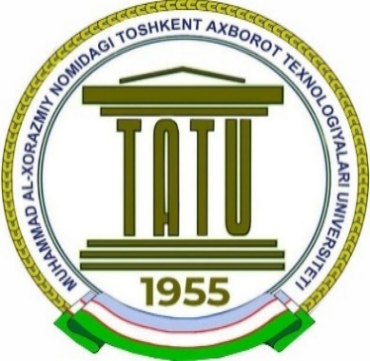 MUHAMMAD AL-XORAZMIY NOMIDAGI TOSHKENT AXBOROT TEXNOLOGIYALARI UNIVERSITETI
TATU
1955